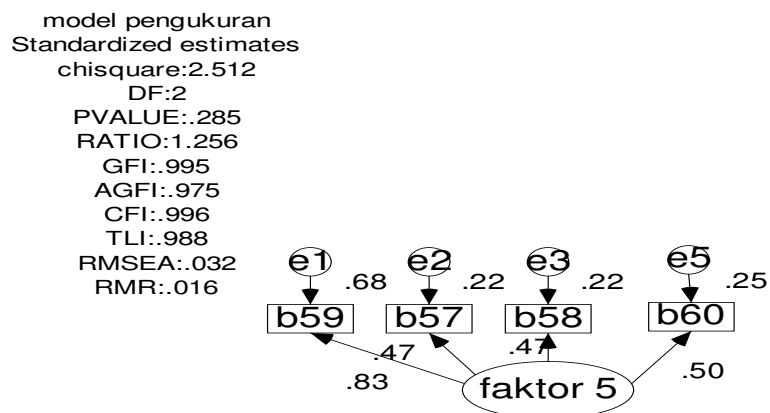 model pengukuran
Standardized estimates
chisquare:2.512
DF:2
PVALUE:.285
RATIO:1.256
GFI:.995
AGFI:.975
CFI:.996
TLI:.988
RMSEA:.032
RMR:.016
e1 e2 e3 e5
.68 .22 .22 .25
b59 b57 b58 b60
.47 .47
.83 .50
faktor 5